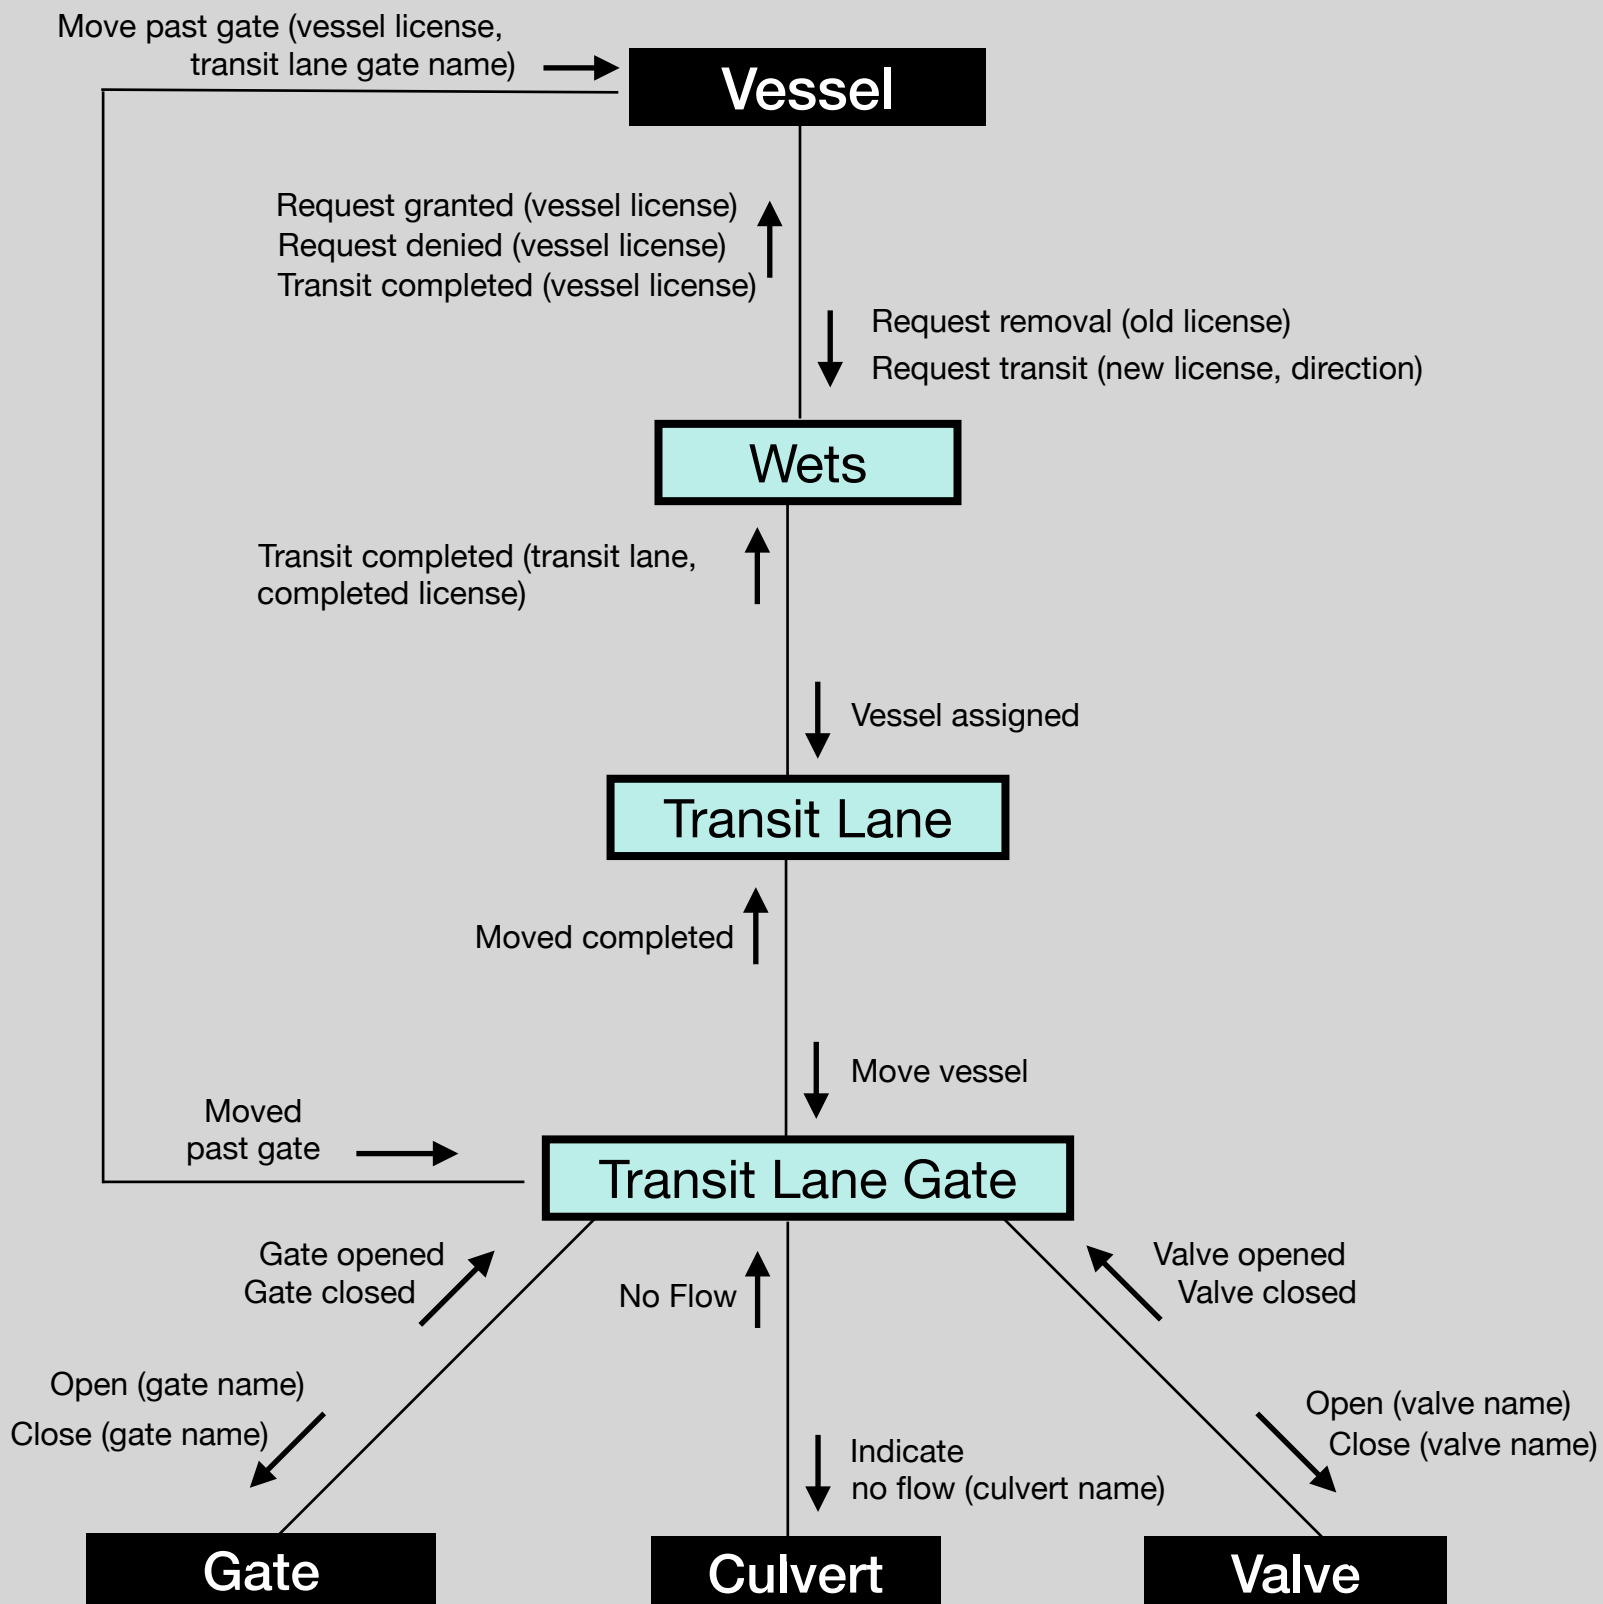 Move past gate (vessel license,
transit lane gate name)
Vessel
Request granted (vessel license)
Request denied (vessel license)
Transit completed (vessel license)
Request removal (old license)
Request transit (new license, direction)
Wets
Transit completed (transit lane,
completed license)
Vessel assigned
Transit Lane
Moved completed
Move vessel
Moved
past gate
Transit Lane Gate
Gate opened
Gate closed
No Flow
Valve opened
Valve closed
Open (gate name)
Close (gate name)
Indicate
no flow (culvert name)
Open (valve name)
Close (valve name)
Gate
Culvert
Valve